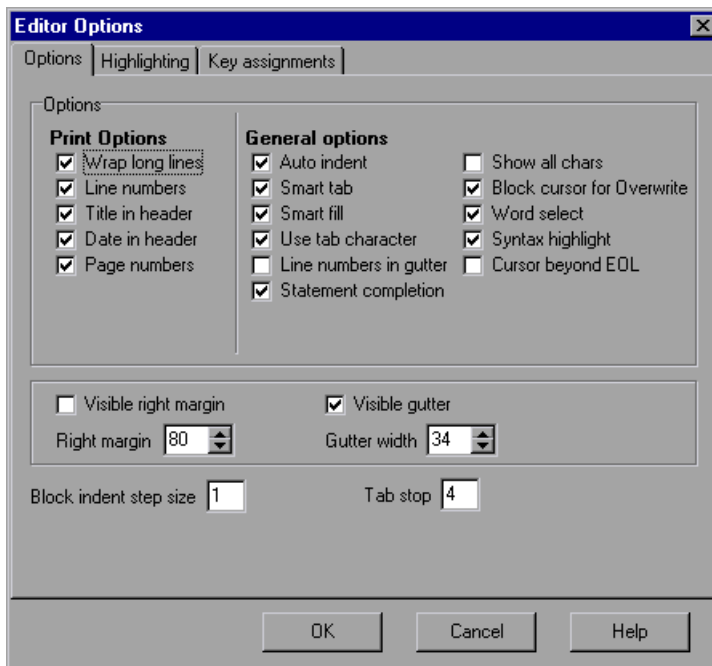 Editor Options
Options Highlighting Key assignments
Options
Print Options
Wrap long lines
Line numbers
Title in header
Date in header
Page numbers
General options
Auto indent
Smart tab
Smart fill
Use tab character
Line numbers in gutter
Statement completion
Show all chars
Block cursor for Overwrite
Word select
Syntax highlight
Cursor beyond EOL
Visible right margin
Visible gutter
Right margin 80
Gutter width 34
Block indent step size 1
Tab stop 4
OK Cancel Help